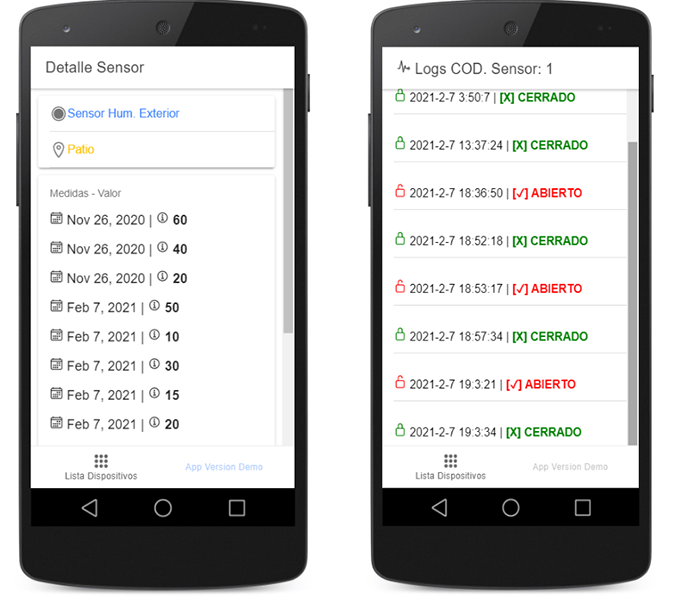 Detalle Sensor
Sensor Hum. Exterior
Patio
Medidas - Valor
Nov 26, 2020 | 60
Nov 26, 2020 | 40
Nov 26, 2020 | 20
Feb 7, 2021 | 50
Feb 7, 2021 | 10
Feb 7, 2021 | 30
Feb 7, 2021 | 15
Feb 7, 2021 | 20
Lista Dispositivos
App Version Demo
Logs COD. Sensor: 1
2021-2-7 3:50:7 | [X] CERRADO
2021-2-7 13:37:24 | [X] CERRADO
2021-2-7 18:36:50 | [✓] ABIERTO
2021-2-7 18:52:18 | [X] CERRADO
2021-2-7 18:53:17 | [✓] ABIERTO
2021-2-7 18:57:34 | [X] CERRADO
2021-2-7 19:3:21 | [✓] ABIERTO
2021-2-7 19:3:34 | [X] CERRADO
Lista Dispositivos
App Version Demo